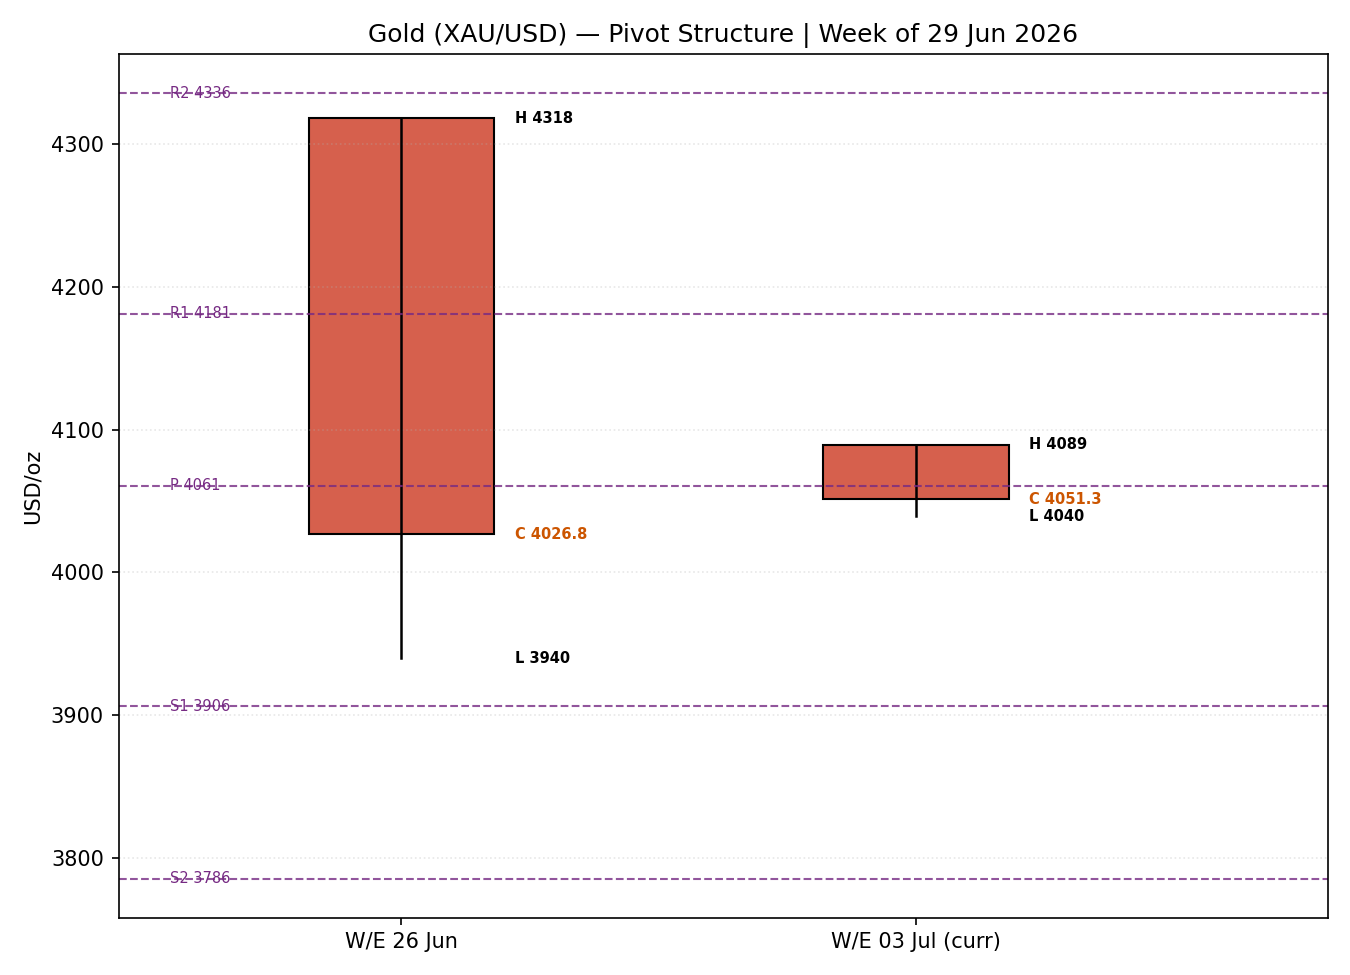 Gold (XAU/USD) — Pivot Structure | Week of 29 Jun 2026
R2 4336
H 4318
4300
4200
R1 4181
4100
H 4089
USD/oz
P 4061
C 4051.3
L 4040
C 4026.8
4000
L 3940
S1 3906
3900
3800
S2 3786
W/E 26 Jun
W/E 03 Jul (curr)